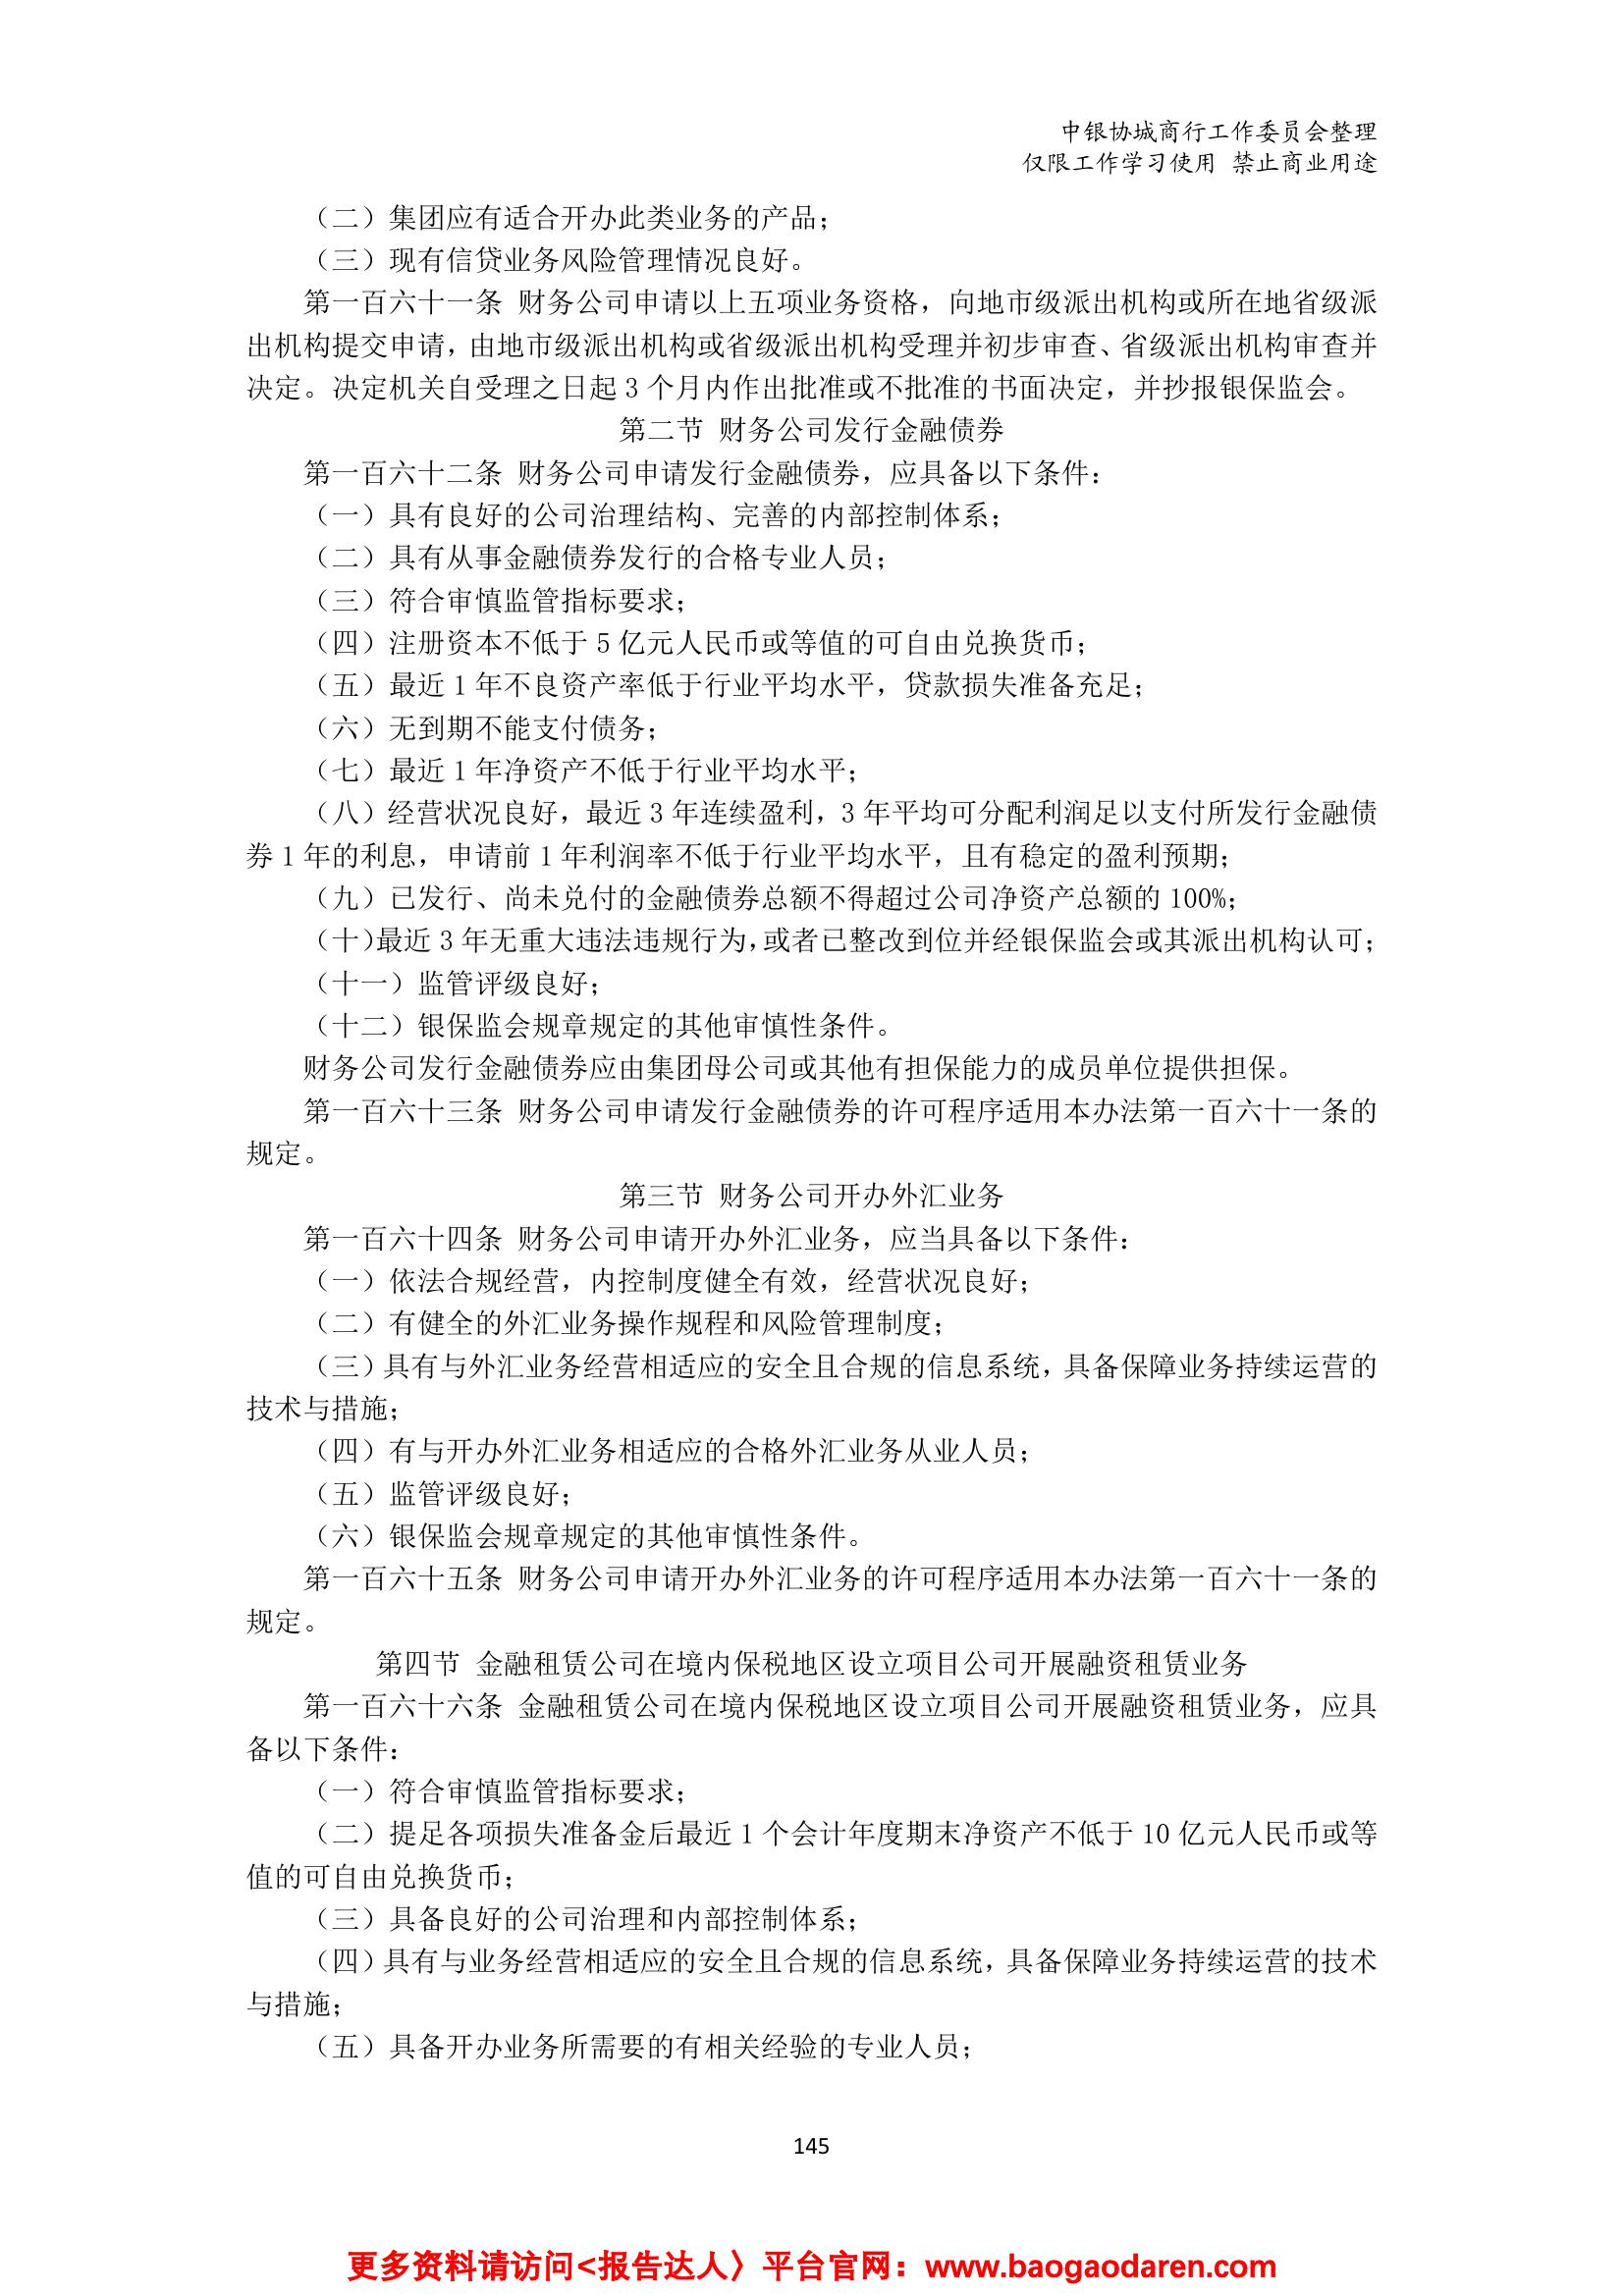 中银协城商行工作委员会整理
仅限工作学习使用 禁止商业用途
（二）集团应有适合开办此类业务的产品；
（三）现有信贷业务风险管理情况良好。
第一百六十一条 财务公司申请以上五项业务资格，向地市级派出机构或所在地省级派
出机构提交申请，由地市级派出机构或省级派出机构受理并初步审查、省级派出机构审查并
决定。决定机关自受理之日起 3 个月内作出批准或不批准的书面决定，并抄报银保监会。
第二节 财务公司发行金融债券
第一百六十二条 财务公司申请发行金融债券，应具备以下条件：
（一）具有良好的公司治理结构、完善的内部控制体系；
（二）具有从事金融债券发行的合格专业人员；
（三）符合审慎监管指标要求；
（四）注册资本不低于 5 亿元人民币或等值的可自由兑换货币；
（五）最近 1 年不良资产率低于行业平均水平，贷款损失准备充足；
（六）无到期不能支付债务；
（七）最近 1 年净资产不低于行业平均水平；
（八）经营状况良好，最近 3 年连续盈利，3 年平均可分配利润足以支付所发行金融债
券 1 年的利息，申请前 1 年利润率不低于行业平均水平，且有稳定的盈利预期；
（九）已发行、尚未兑付的金融债券总额不得超过公司净资产总额的 100%；
（十）最近 3 年无重大违法违规行为，或者已整改到位并经银保监会或其派出机构认可；
（十一）监管评级良好；
（十二）银保监会规章规定的其他审慎性条件。
财务公司发行金融债券应由集团母公司或其他有担保能力的成员单位提供担保。
第一百六十三条 财务公司申请发行金融债券的许可程序适用本办法第一百六十一条的
规定。
第三节 财务公司开办外汇业务
第一百六十四条 财务公司申请开办外汇业务，应当具备以下条件：
（一）依法合规经营，内控制度健全有效，经营状况良好；
（二）有健全的外汇业务操作规程和风险管理制度；
（三）具有与外汇业务经营相适应的安全且合规的信息系统，具备保障业务持续运营的
技术与措施；
（四）有与开办外汇业务相适应的合格外汇业务从业人员；
（五）监管评级良好；
（六）银保监会规章规定的其他审慎性条件。
第一百六十五条 财务公司申请开办外汇业务的许可程序适用本办法第一百六十一条的
规定。
第四节 金融租赁公司在境内保税地区设立项目公司开展融资租赁业务
第一百六十六条 金融租赁公司在境内保税地区设立项目公司开展融资租赁业务，应具
备以下条件：
（一）符合审慎监管指标要求；
（二）提足各项损失准备金后最近 1 个会计年度期末净资产不低于 10 亿元人民币或等
值的可自由兑换货币；
（三）具备良好的公司治理和内部控制体系；
（四）具有与业务经营相适应的安全且合规的信息系统，具备保障业务持续运营的技术
与措施；
（五）具备开办业务所需要的有相关经验的专业人员；
145
更多资料请访问<报告达人〉平台官网：www.baogaodaren.com